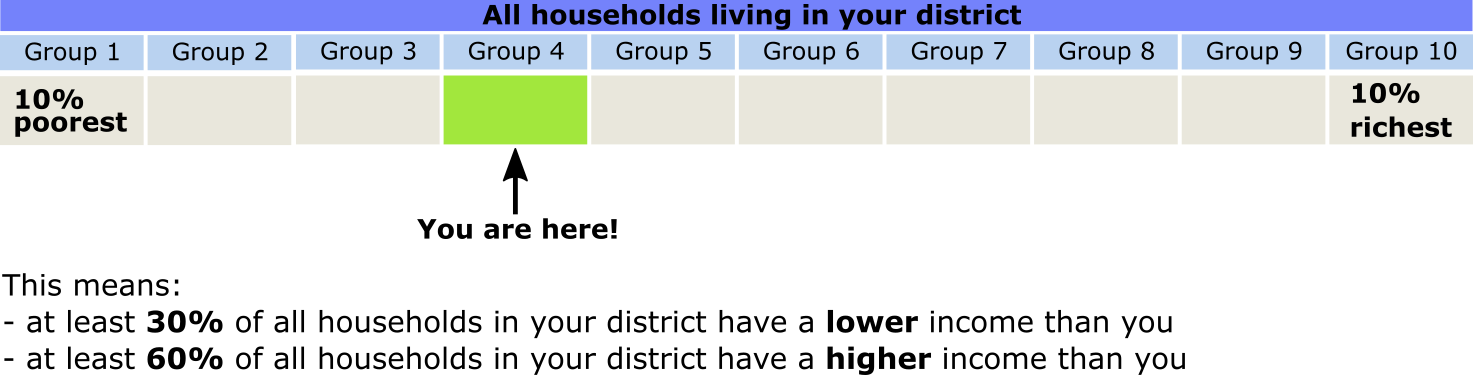 All households living in your district
Group 1 Group 2 Group 3 Group 4 Group 5 Group 6 Group 7 Group 8 Group 9 Group 10
10% 10%
poorest richest
You are here!
This means:
- at least 30% of all households in your district have a lower income than you
- at least 60% of all households in your district have a higher income than you